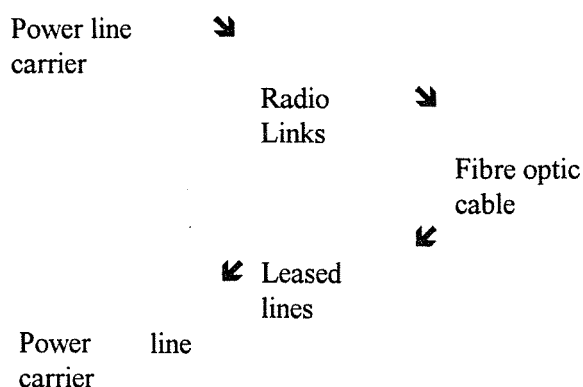 Power line
carrier
Radio
Links
Fibre optic
cable
Leased
lines
Power line
carrier